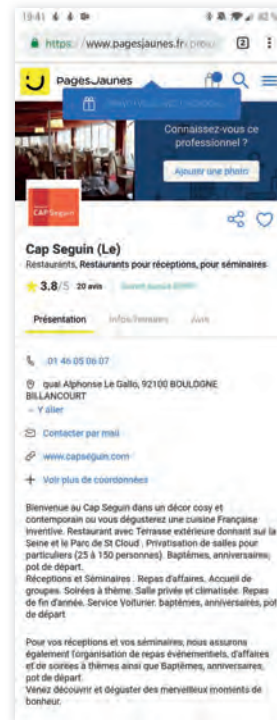 19:41
https://www.pagesjaunes.fr/pros/
2
PagesJaunes
Connaissez-vous ce
professionnel ?
Ajouter une photo
CAP Seguin
Cap Seguin (Le)
Restaurants, Restaurants pour réceptions, pour séminaires
3.8/5 20 avis
Présentation Infos/horaires Avis
01 46 05 06 07
quai Alphonse Le Gallo, 92100 BOULOGNE
BILLANCOURT
Y aller
Contacter par mail
www.capseguin.com
+ Voir plus de coordonnées
Bienvenue au Cap Seguin dans un décor cosy et
contemporain ou vous dégusterez une cuisine Française
inventive. Restaurant avec Terrasse extérieure donnant sur la
Seine et le Parc de St Cloud . Privatisation de salles pour
particuliers (25 à 150 personnes). Baptêmes, anniversaires,
pot de départ.
Réceptions et Séminaires . Repas d'affaires. Accueil de
groupes. Soirées à thème. Salle privée et climatisée. Repas
de fin d'année. Service Voiturier. baptêmes, anniversaires, pot
de départ
Pour vos réceptions et vos séminaires, nous assurons
également l'organisation de repas événementiels, d'affaires
et de soirées à thèmes ainsi que Baptêmes, anniversaires,
pot de départ.
Venez découvrir et déguster des merveilleux moments de
bonheur.